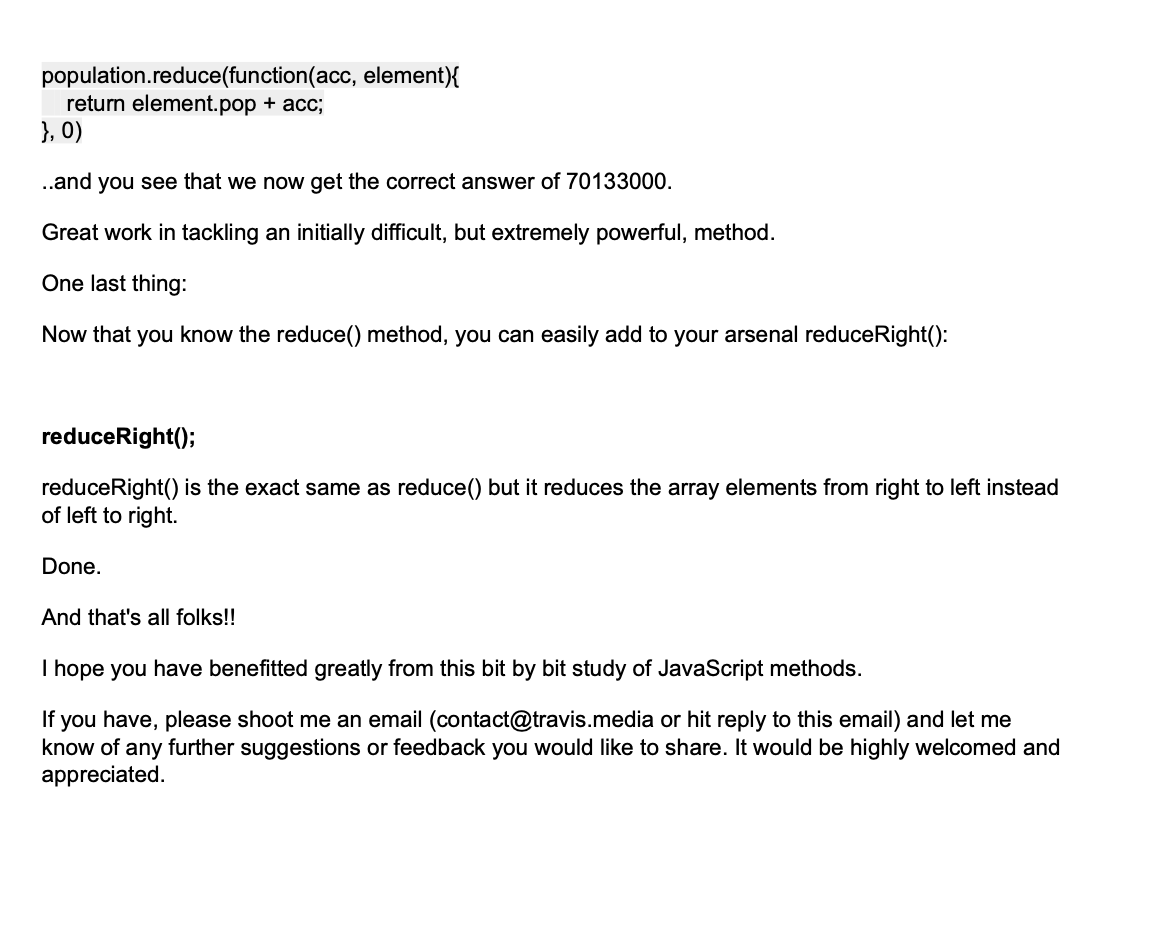 population.reduce(function(acc, element){
return element.pop + acc;
}, 0)
..and you see that we now get the correct answer of 70133000.
Great work in tackling an initially difficult, but extremely powerful, method.
One last thing:
Now that you know the reduce() method, you can easily add to your arsenal reduceRight():
reduceRight();
reduceRight() is the exact same as reduce() but it reduces the array elements from right to left instead
of left to right.
Done.
And that's all folks!!
I hope you have benefitted greatly from this bit by bit study of JavaScript methods.
If you have, please shoot me an email (contact@travis.media or hit reply to this email) and let me
know of any further suggestions or feedback you would like to share. It would be highly welcomed and
appreciated.